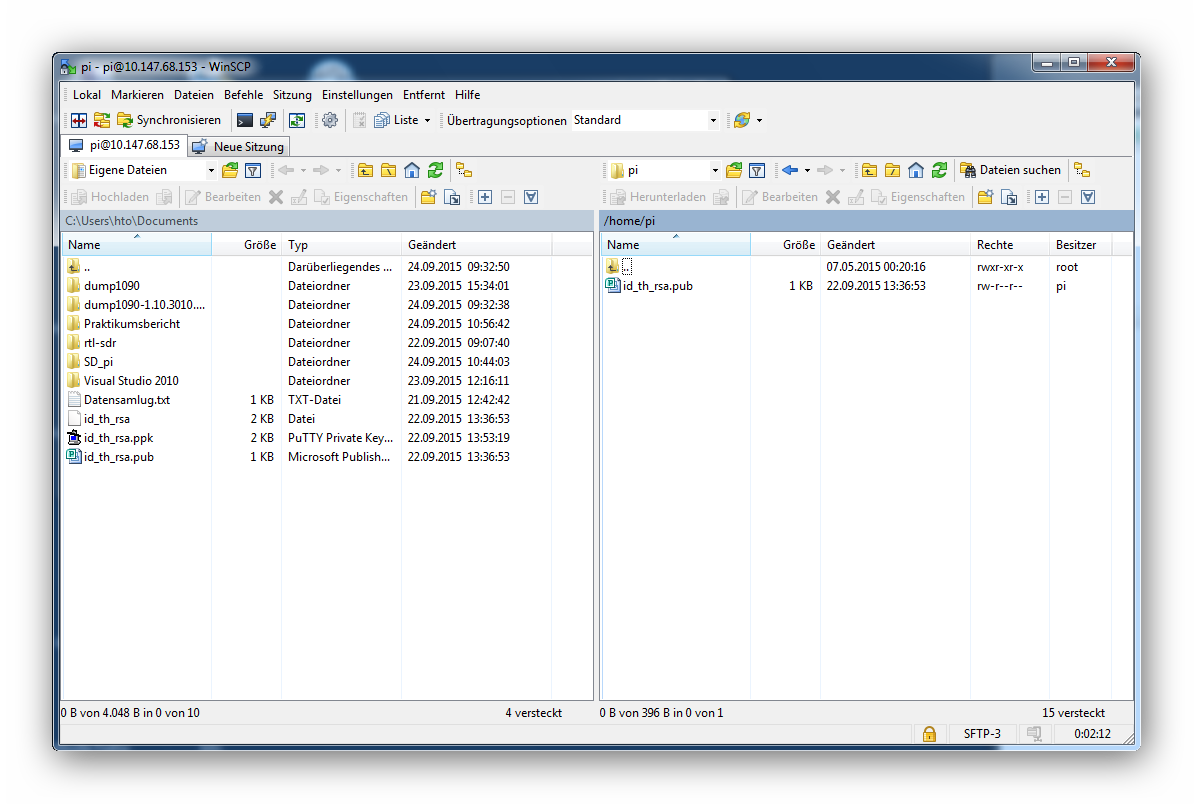 pi - pi@10.147.68.153 - WinSCP
Lokal Markieren Dateien Befehle Sitzung Einstellungen Entfernt Hilfe
Synchronisieren Liste Übertragungsoptionen Standard
pi@10.147.68.153 Neue Sitzung
Eigene Dateien pi Dateien suchen
Hochladen Bearbeiten Eigenschaften Herunterladen Bearbeiten Eigenschaften
C:\Users\hto\Documents /home/pi
Name Größe Typ Geändert Name Größe Geändert Rechte Besitzer
.. Darüberliegendes ... 24.09.2015 09:32:50 .. 07.05.2015 00:20:16 rwxr-xr-x root
dump1090 Dateiordner 23.09.2015 15:34:01 id_th_rsa.pub 1 KB 22.09.2015 13:36:53 rw-r--r-- pi
dump1090-1.10.3010.... Dateiordner 24.09.2015 09:32:38
Praktikumsbericht Dateiordner 24.09.2015 10:56:42
rtl-sdr Dateiordner 22.09.2015 09:07:40
SD_pi Dateiordner 24.09.2015 10:44:03
Visual Studio 2010 Dateiordner 23.09.2015 12:16:11
Datensamlug.txt 1 KB TXT-Datei 21.09.2015 12:42:42
id_th_rsa 2 KB Datei 22.09.2015 13:36:53
id_th_rsa.ppk 2 KB PuTTY Private Key... 22.09.2015 13:53:19
id_th_rsa.pub 1 KB Microsoft Publish... 22.09.2015 13:36:53
0 B von 4.048 B in 0 von 10 4 versteckt 0 B von 396 B in 0 von 1 15 versteckt
SFTP-3 0:02:12